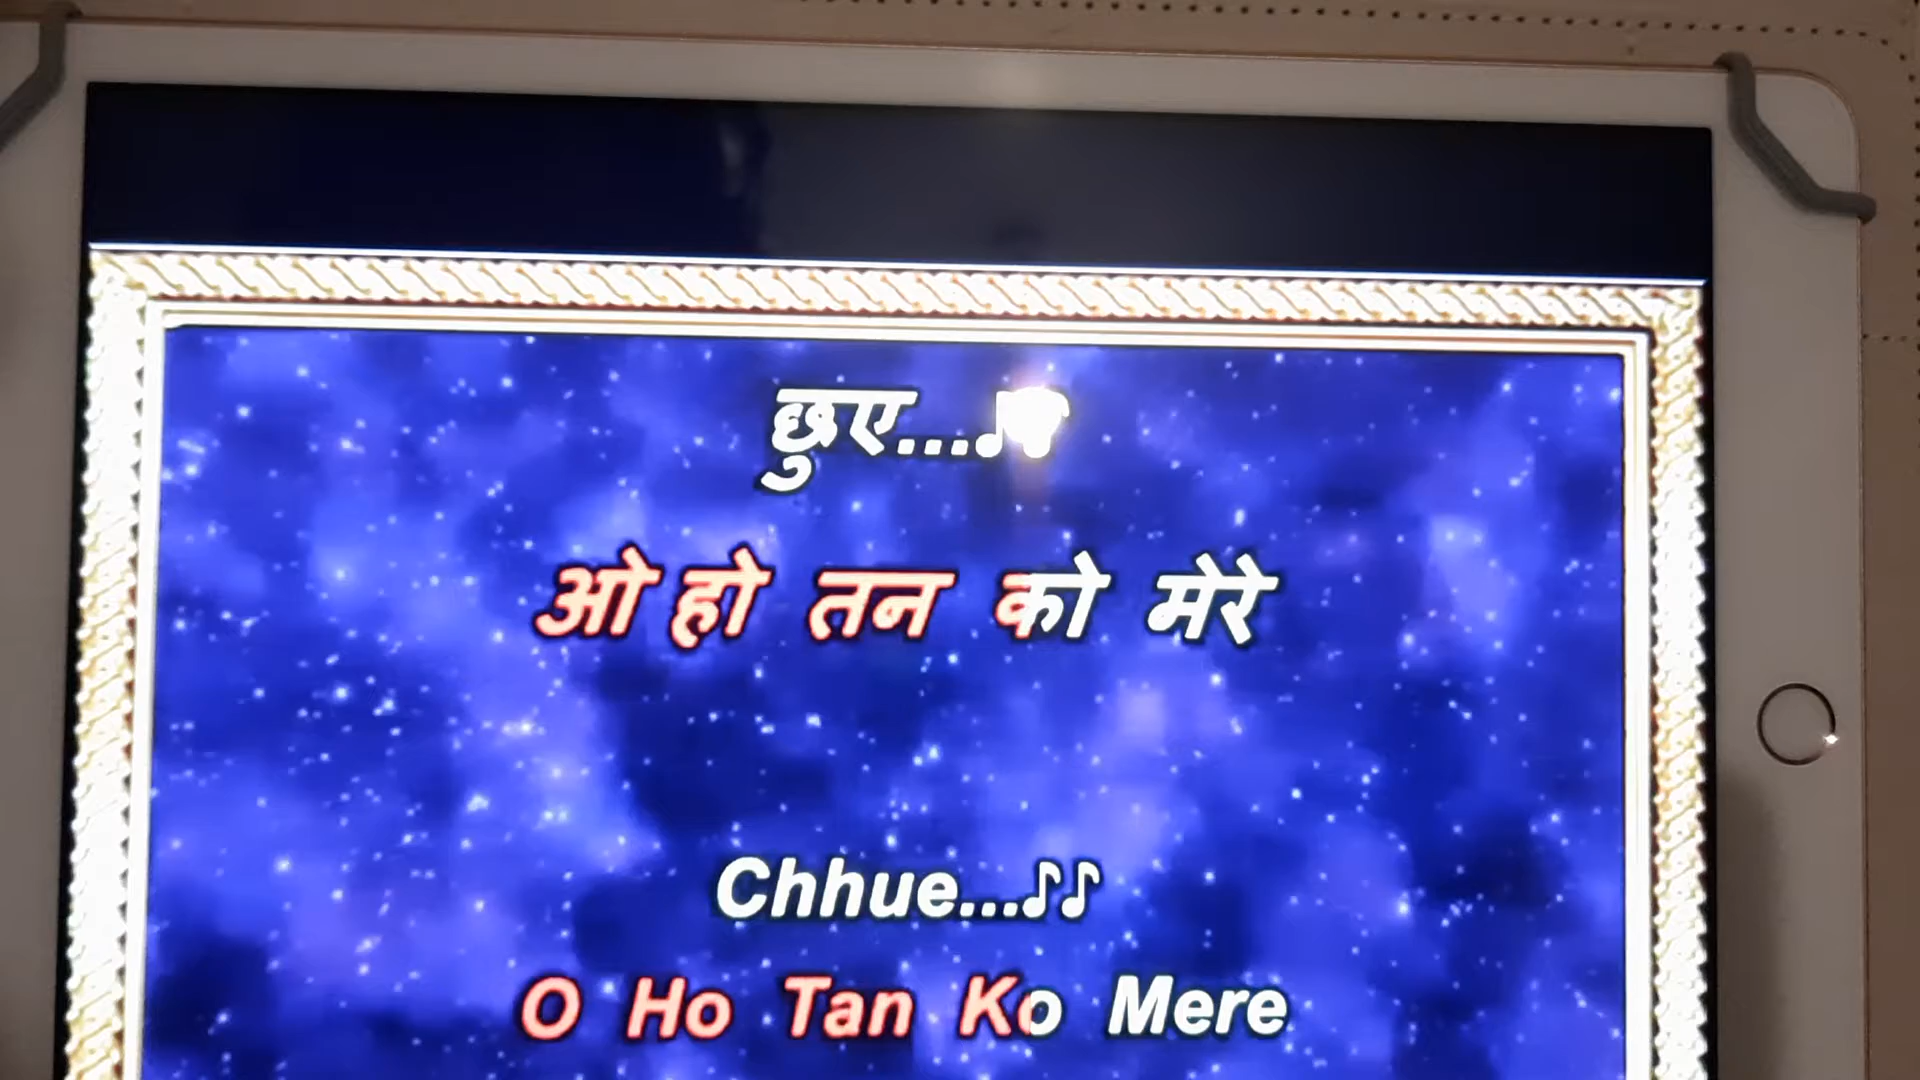 छुए...♪♪
ओ हो तन को मेरे
Chhue...♪♪
O Ho Tan Ko Mere